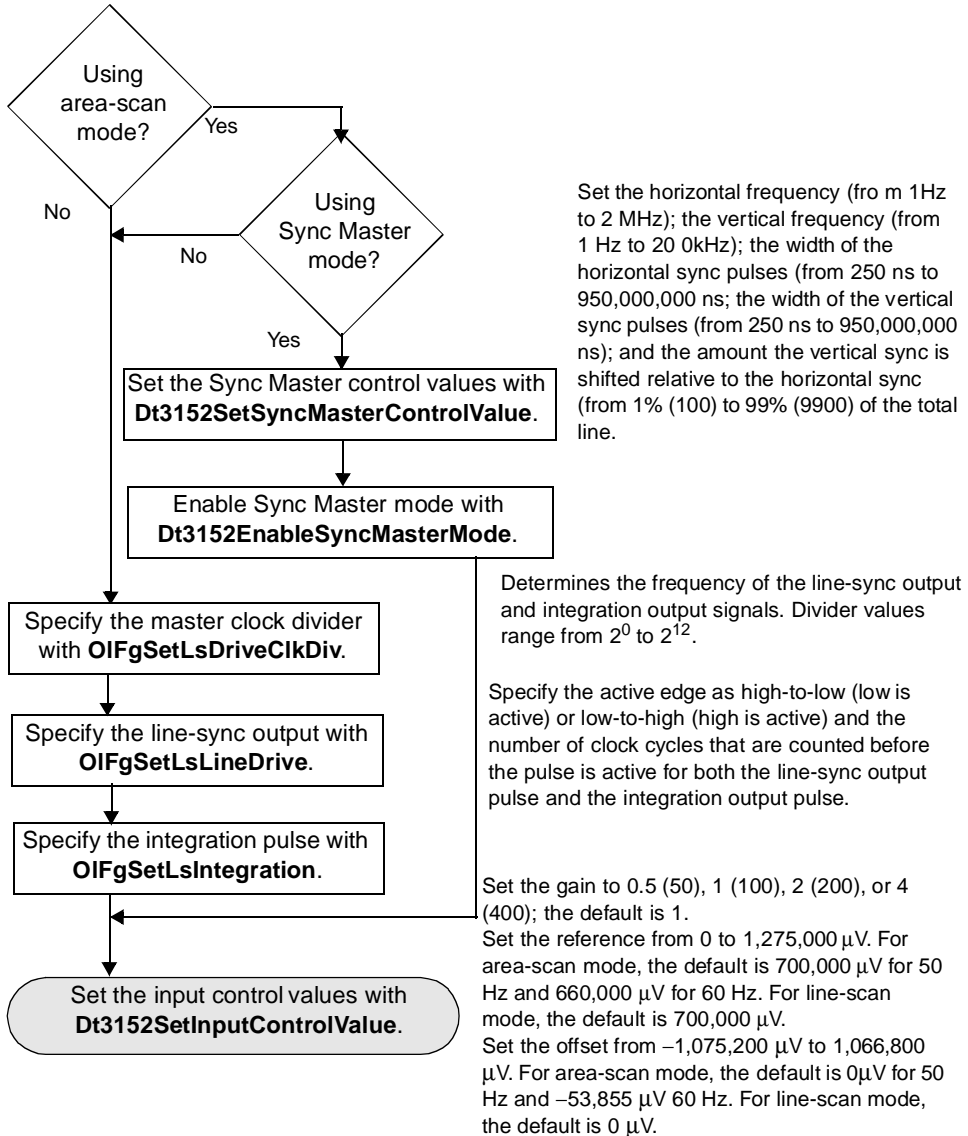 Using
area-scan
mode?
Yes
No
Using
Sync Master
mode?
No
Yes
Set the horizontal frequency (fro m 1Hz
to 2 MHz); the vertical frequency (from
1 Hz to 20 0kHz); the width of the
horizontal sync pulses (from 250 ns to
950,000,000 ns; the width of the vertical
sync pulses (from 250 ns to 950,000,000
ns); and the amount the vertical sync is
shifted relative to the horizontal sync
(from 1% (100) to 99% (9900) of the total
line.
Set the Sync Master control values with
Dt3152SetSyncMasterControlValue.
Enable Sync Master mode with
Dt3152EnableSyncMasterMode.
Determines the frequency of the line-sync output
and integration output signals. Divider values
range from 2⁰ to 2¹².
Specify the master clock divider
with OlFgSetLsDriveClkDiv.
Specify the active edge as high-to-low (low is
active) or low-to-high (high is active) and the
number of clock cycles that are counted before
the pulse is active for both the line-sync output
pulse and the integration output pulse.
Specify the line-sync output with
OlFgSetLsLineDrive.
Specify the integration pulse with
OlFgSetLsIntegration.
Set the gain to 0.5 (50), 1 (100), 2 (200), or 4
(400); the default is 1.
Set the reference from 0 to 1,275,000 µV. For
area-scan mode, the default is 700,000 µV for 50
Hz and 660,000 µV for 60 Hz. For line-scan
mode, the default is 700,000 µV.
Set the offset from −1,075,200 µV to 1,066,800
µV. For area-scan mode, the default is 0µV for 50
Hz and −53,855 µV 60 Hz. For line-scan mode,
the default is 0 µV.
Set the input control values with
Dt3152SetInputControlValue.